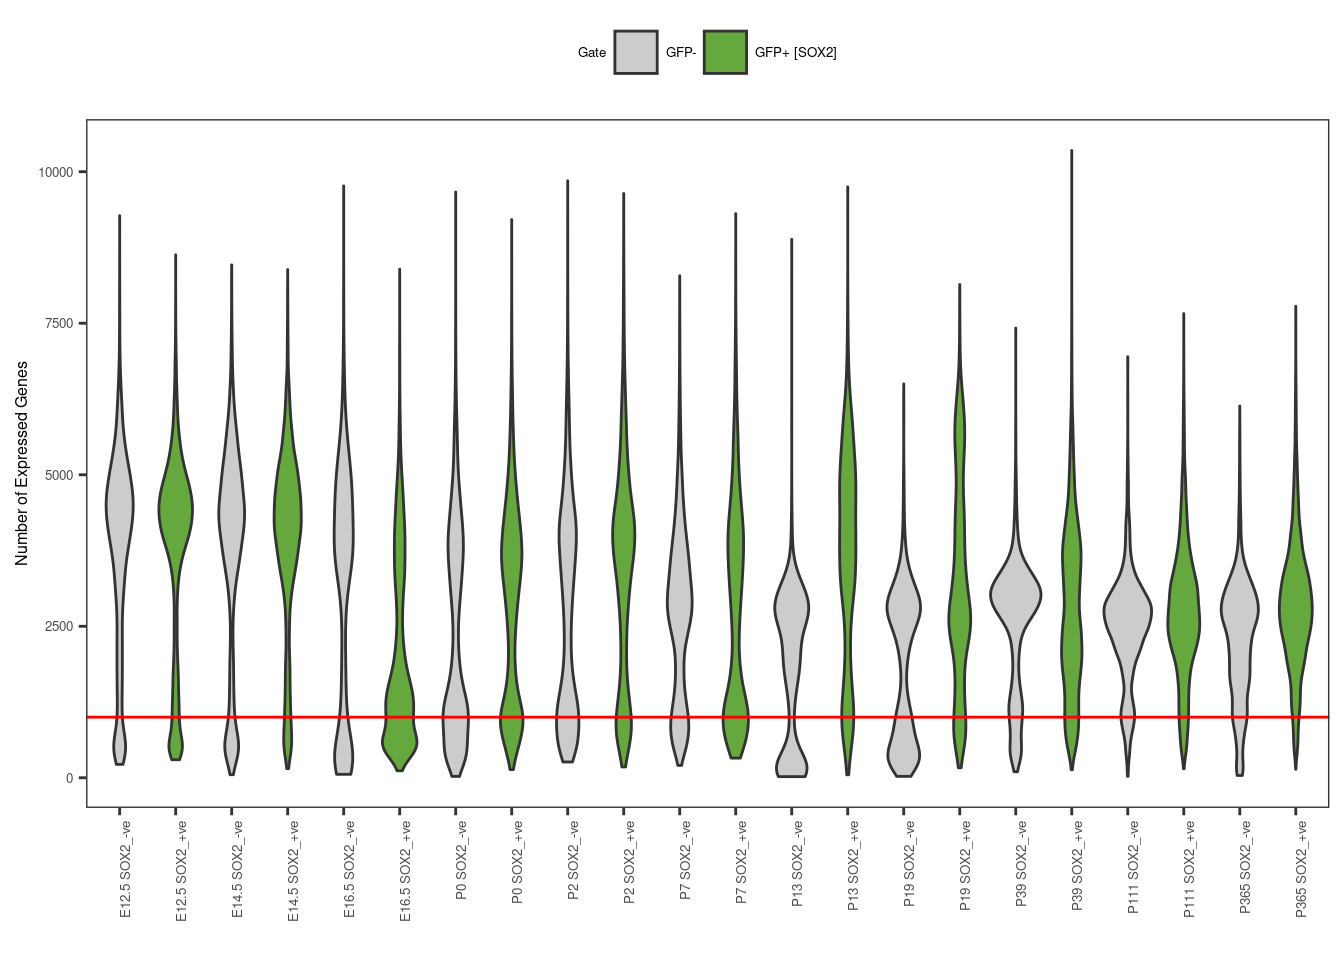 Gate GFP- GFP+ [SOX2]
Number of Expressed Genes
10000
7500
5000
2500
0
E12.5 SOX2_-ve
E12.5 SOX2_+ve
E14.5 SOX2_-ve
E14.5 SOX2_+ve
E16.5 SOX2_-ve
E16.5 SOX2_+ve
P0 SOX2_-ve
P0 SOX2_+ve
P2 SOX2_-ve
P2 SOX2_+ve
P7 SOX2_-ve
P7 SOX2_+ve
P13 SOX2_-ve
P13 SOX2_+ve
P19 SOX2_-ve
P19 SOX2_+ve
P39 SOX2_-ve
P39 SOX2_+ve
P111 SOX2_-ve
P111 SOX2_+ve
P365 SOX2_-ve
P365 SOX2_+ve